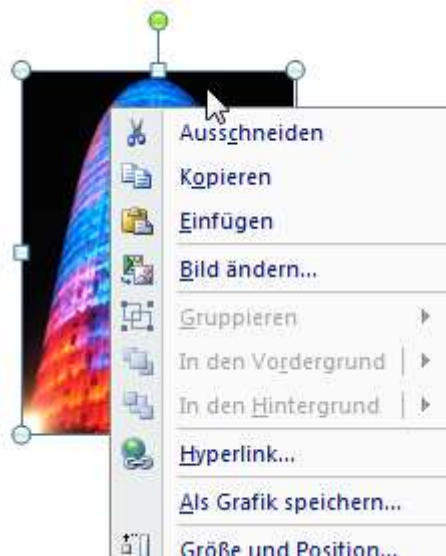 Ausschneiden
Kopieren
Einfügen
Bild ändern...
Gruppieren
In den Vordergrund
In den Hintergrund
Hyperlink...
Als Grafik speichern...
Größe und Position...